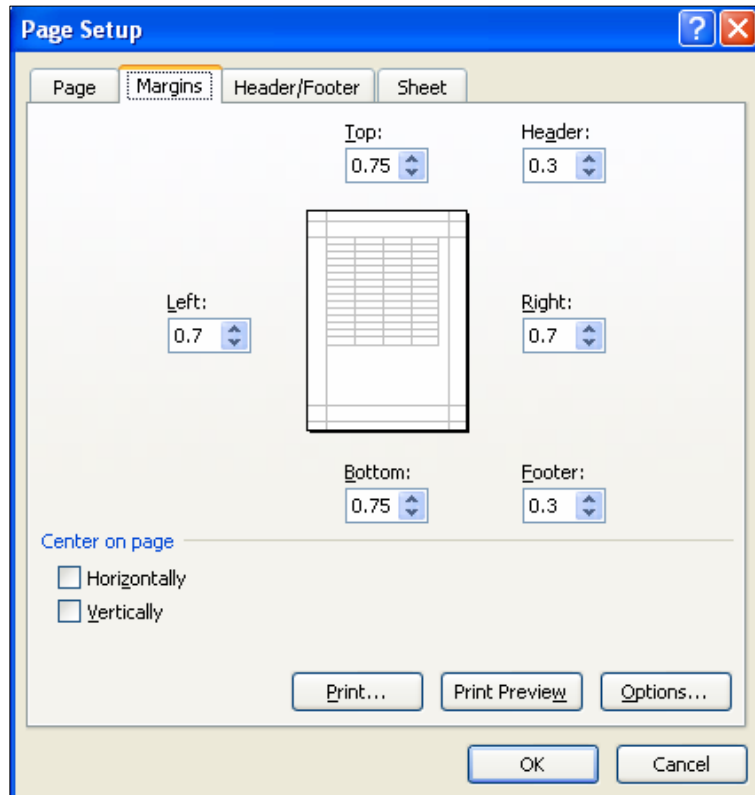 Page Setup
Page Margins Header/Footer Sheet
Top: Header:
0.75 0.3
Left: Right:
0.7 0.7
Bottom: Footer:
0.75 0.3
Center on page
Horizontally
Vertically
Print... Print Preview Options...
OK Cancel